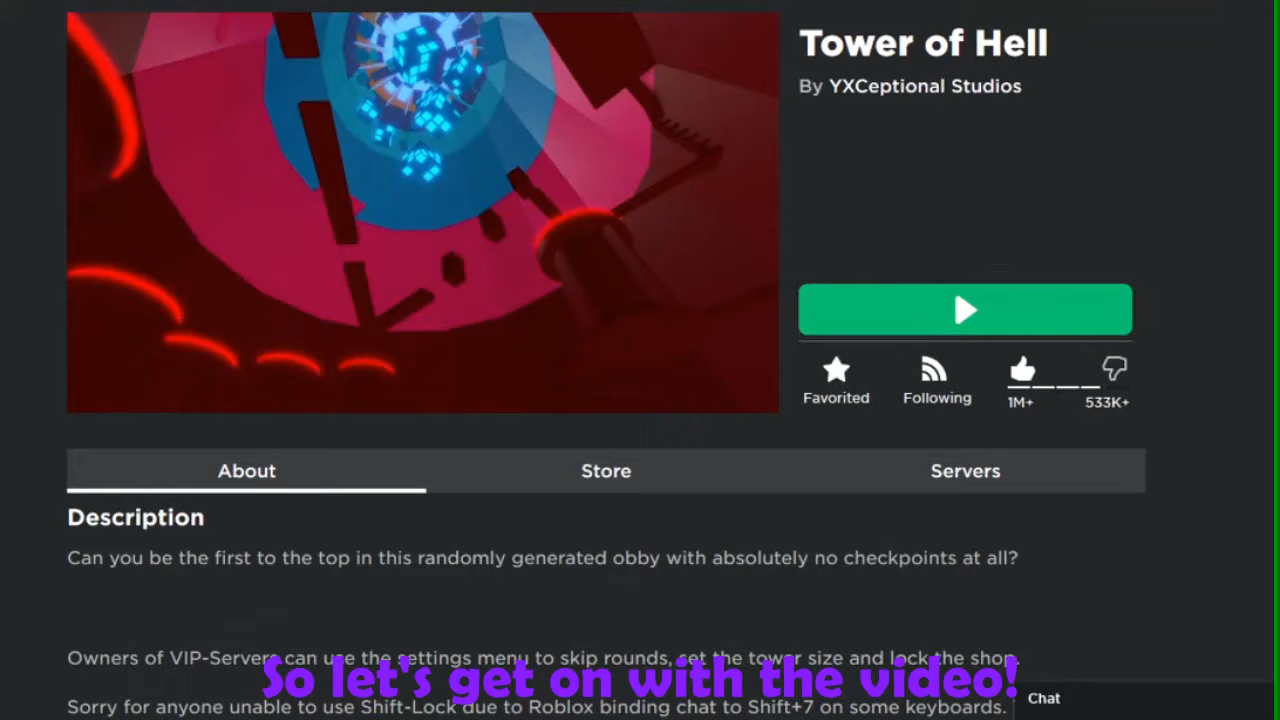 Tower of Hell
By YXCeptional Studios
Favorited
Following
1M+
533K+
About
Store
Servers
Description
Can you be the first to the top in this randomly generated obby with absolutely no checkpoints at all?
Owners of VIP-Servers can use the settings menu to skip rounds, set the tower size and lock the shop.
So let's get on with the video!
Chat
Sorry for anyone unable to use Shift-Lock due to Roblox binding chat to Shift+7 on some keyboards.